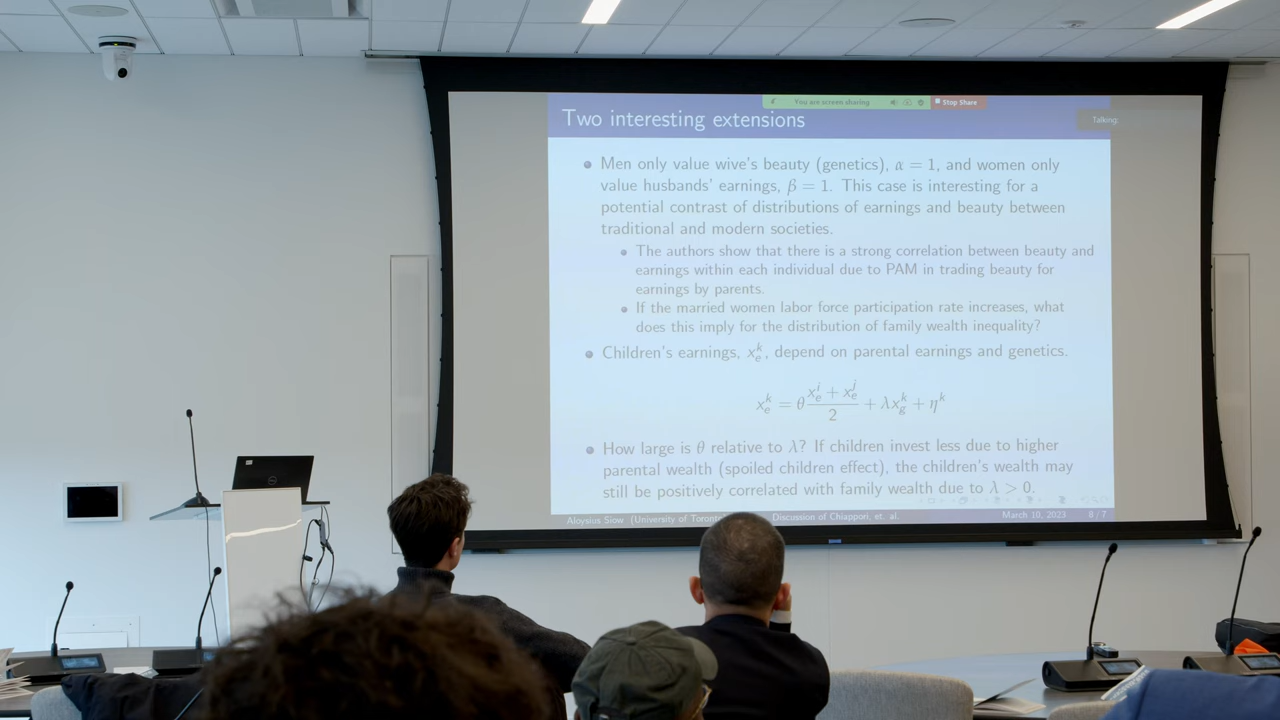 You are screen sharing
Stop Share
Two interesting extensions
Talking:
Men only value wive's beauty (genetics), α = 1, and women only
value husbands' earnings, β = 1. This case is interesting for a
potential contrast of distributions of earnings and beauty between
traditional and modern societies.
The authors show that there is a strong correlation between beauty and
earnings within each individual due to PAM in trading beauty for
earnings by parents.
If the married women labor force participation rate increases, what
does this imply for the distribution of family wealth inequality?
Children's earnings, x_e^k, depend on parental earnings and genetics.
x_e^k = θ (x_e^i + x_e^j)/2 + λx_g^k + η^k
How large is θ relative to λ? If children invest less due to higher
parental wealth (spoiled children effect), the children's wealth may
still be positively correlated with family wealth due to λ > 0.
Aloysius Siow (University of Toronto Discussion of Chiappori, et. al. March 10, 2023 8 / 7
DELL